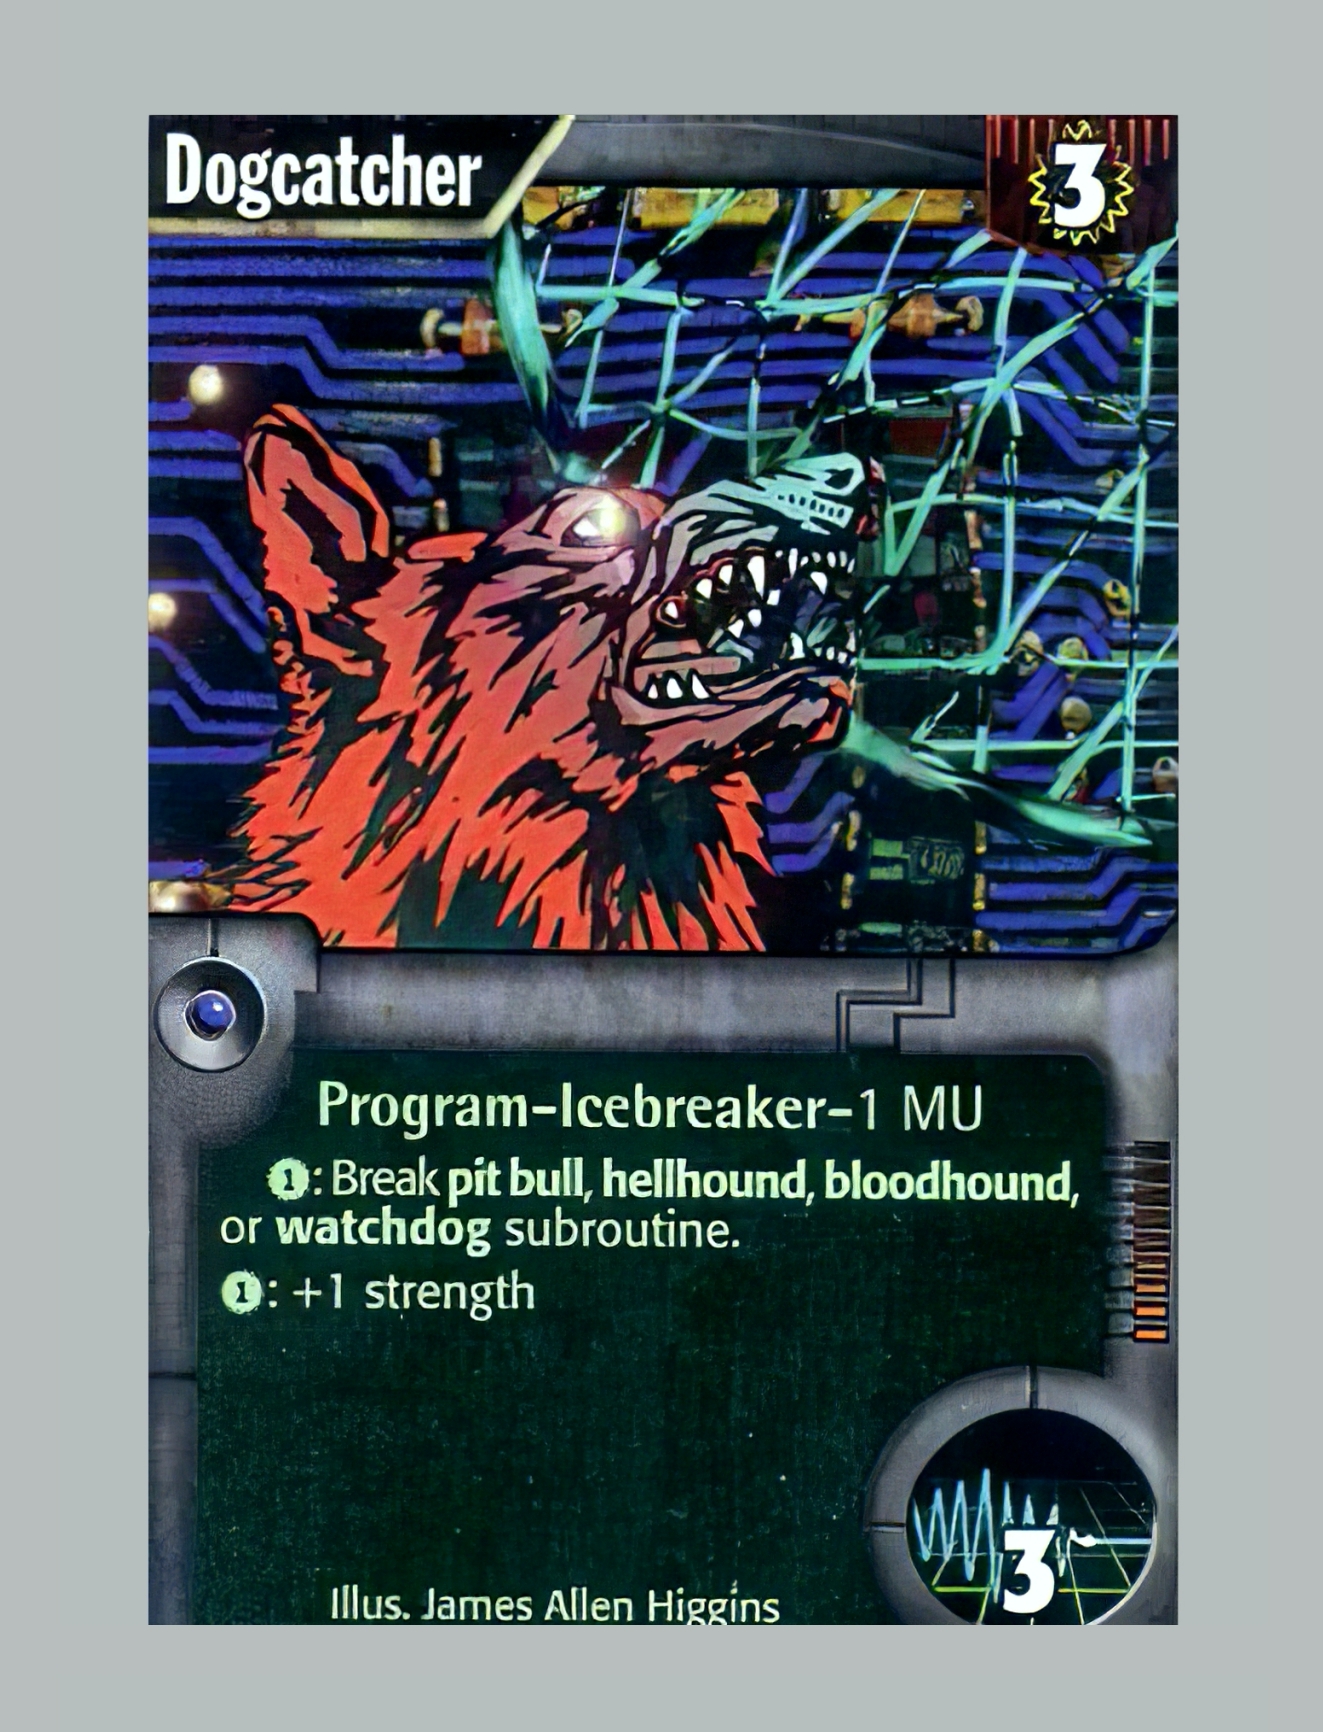 Dogcatcher
3
Program-Icebreaker-1 MU
1: Break pit bull, hellhound, bloodhound,
or watchdog subroutine.
1: +1 strength
3
Illus. James Allen Higgins